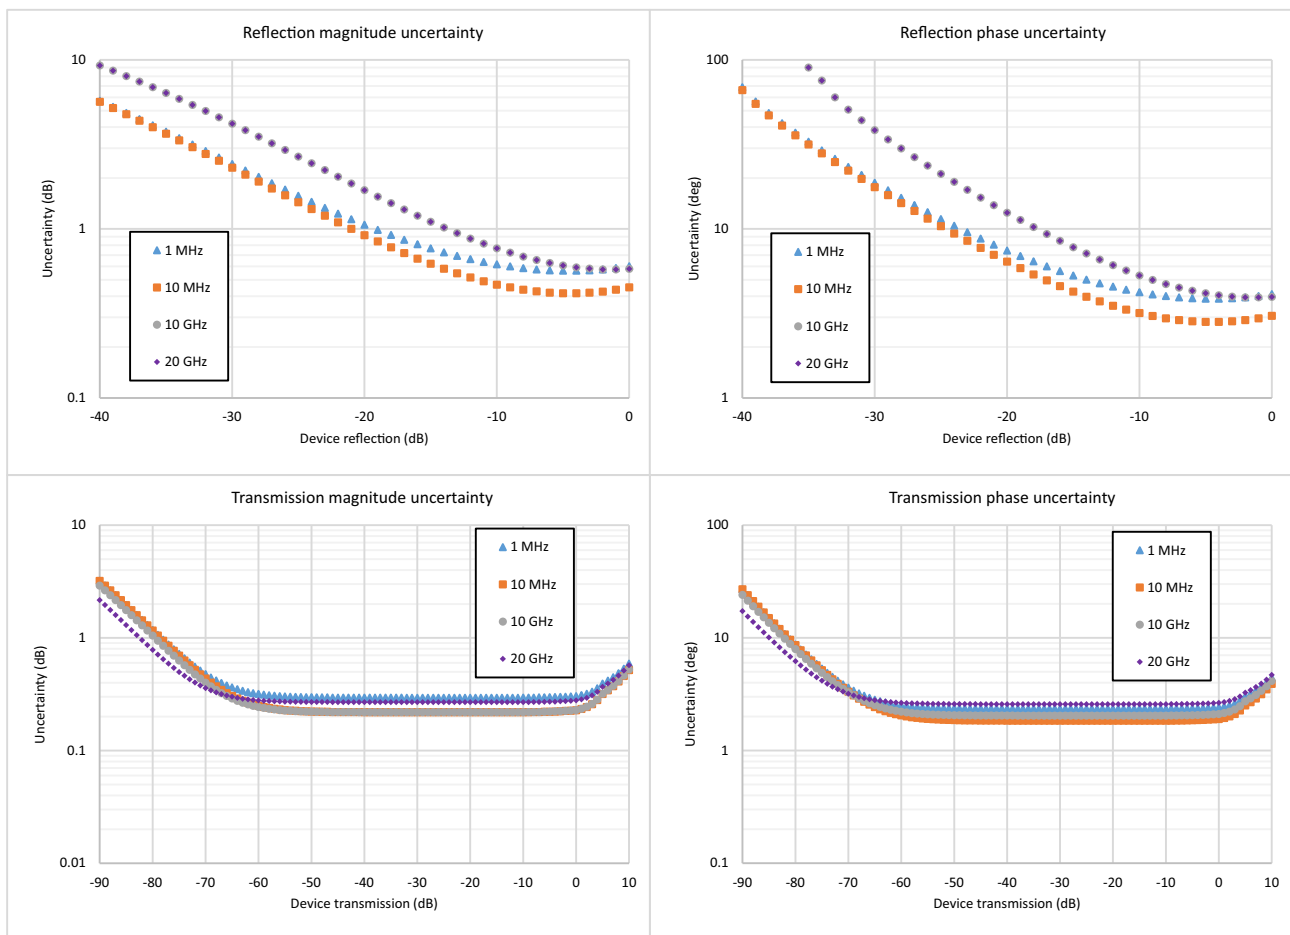 Reflection magnitude uncertainty
10
1
0.1
Uncertainty (dB)
1 MHz
10 MHz
10 GHz
20 GHz
-40 -30 -20 -10 0
Device reflection (dB)
Reflection phase uncertainty
100
10
1
Uncertainty (deg)
1 MHz
10 MHz
10 GHz
20 GHz
-40 -30 -20 -10 0
Device reflection (dB)
Transmission magnitude uncertainty
10
1
0.1
0.01
Uncertainty (dB)
1 MHz
10 MHz
10 GHz
20 GHz
-90 -80 -70 -60 -50 -40 -30 -20 -10 0 10
Device transmission (dB)
Transmission phase uncertainty
100
10
1
0.1
Uncertainty (deg)
1 MHz
10 MHz
10 GHz
20 GHz
-90 -80 -70 -60 -50 -40 -30 -20 -10 0 10
Device transmission (dB)